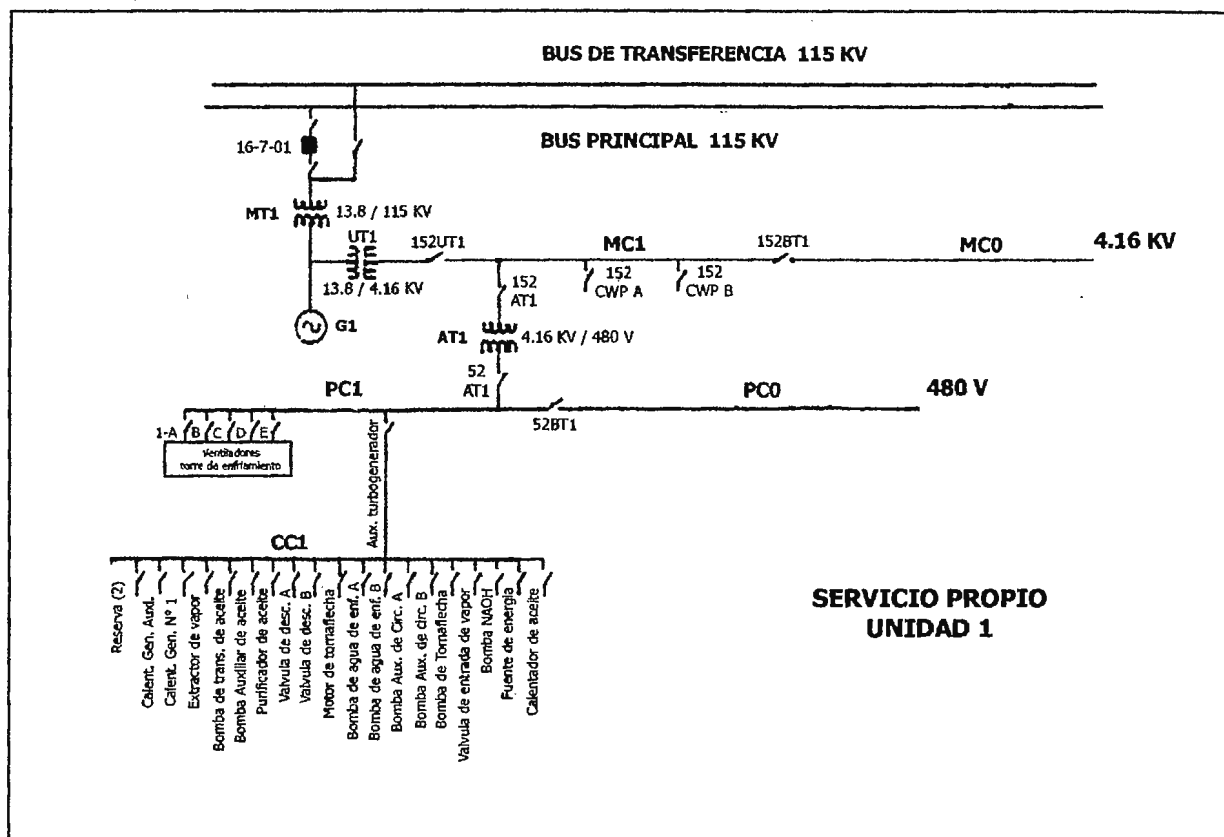 BUS DE TRANSFERENCIA 115 KV
BUS PRINCIPAL 115 KV
16-7-01
MT1
13.8 / 115 KV
UT1
152UT1
MC1
152BT1
MC0
4.16 KV
13.8 / 4.16 KV
152
AT1
152
CWP A
152
CWP B
G1
AT1
4.16 KV / 480 V
52
AT1
PC1
PC0
480 V
52BT1
1-A
B
C
D
E
Ventiladores
torre de enfriamiento
Aux. turbogenerador
CC1
Reserva (2)
Calent. Gen. Auxl.
Calent. Gen. Nº 1
Extractor de vapor
Bomba de trans. de aceite
Bomba Auxiliar de aceite
Purificador de aceite
Valvula de desc. A
Valvula de desc. B
Motor de tornaflecha
Bomba de agua de enf. A
Bomba de agua de enf. B
Bomba Aux. de Circ. A
Bomba Aux. de circ. B
Bomba de Tornaflecha
Valvula de entrada de vapor
Bomba NAOH
Fuente de energía
Calentador de aceite
SERVICIO PROPIO
UNIDAD 1